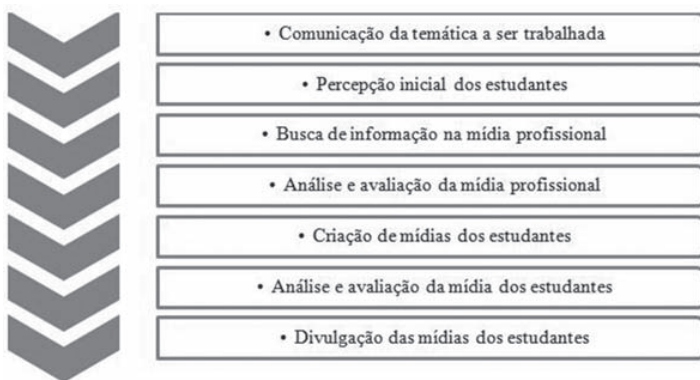 • Comunicação da temática a ser trabalhada
• Percepção inicial dos estudantes
• Busca de informação na mídia profissional
• Análise e avaliação da mídia profissional
• Criação de mídias dos estudantes
• Análise e avaliação da mídia dos estudantes
• Divulgação das mídias dos estudantes